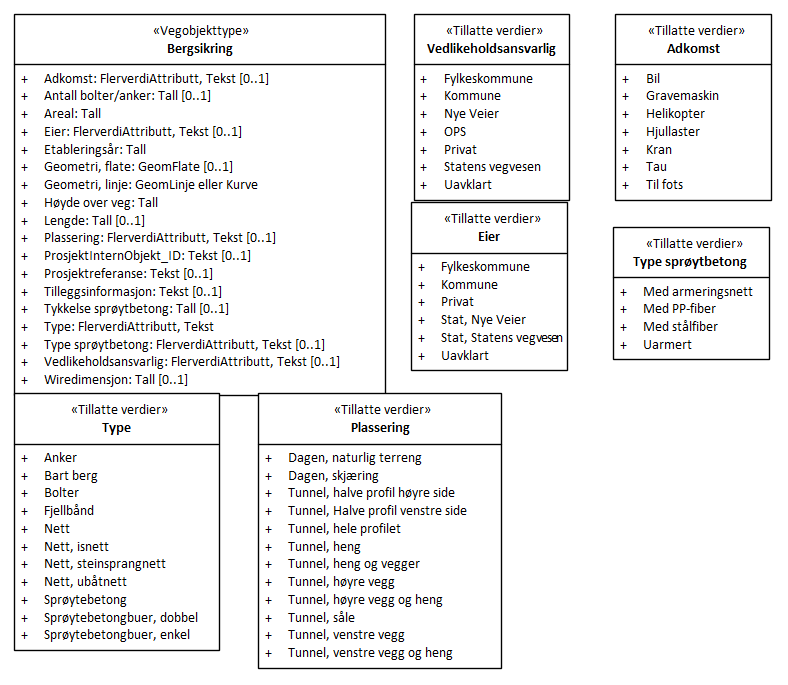 «Vegobjekttype»
Bergsikring
+ Adkomst: FlerverdiAttributt, Tekst [0..1]
+ Antall bolter/anker: Tall [0..1]
+ Areal: Tall
+ Eier: FlerverdiAttributt, Tekst [0..1]
+ Etableringsår: Tall
+ Geometri, flate: GeomFlate [0..1]
+ Geometri, linje: GeomLinje eller Kurve
+ Høyde over veg: Tall
+ Lengde: Tall [0..1]
+ Plassering: FlerverdiAttributt, Tekst [0..1]
+ ProsjektInternObjekt_ID: Tekst [0..1]
+ Prosjektreferanse: Tekst [0..1]
+ Tilleggsinformasjon: Tekst [0..1]
+ Tykkelse sprøytbetong: Tall [0..1]
+ Type: FlerverdiAttributt, Tekst
+ Type sprøytbetong: FlerverdiAttributt, Tekst [0..1]
+ Vedlikeholdsansvarlig: FlerverdiAttributt, Tekst [0..1]
+ Wiredimensjon: Tall [0..1]
«Tillatte verdier»
Vedlikeholdsansvarlig
+ Fylkeskommune
+ Kommune
+ Nye Veier
+ OPS
+ Privat
+ Statens vegvesen
+ Uavklart
«Tillatte verdier»
Adkomst
+ Bil
+ Gravemaskin
+ Helikopter
+ Hjullaster
+ Kran
+ Tau
+ Til fots
«Tillatte verdier»
Eier
+ Fylkeskommune
+ Kommune
+ Privat
+ Stat, Nye Veier
+ Stat, Statens vegvesen
+ Uavklart
«Tillatte verdier»
Type sprøytbetong
+ Med armeringsnett
+ Med PP-fiber
+ Med stålfiber
+ Uarmert
«Tillatte verdier»
Type
+ Anker
+ Bart berg
+ Bolter
+ Fjellbånd
+ Nett
+ Nett, isnett
+ Nett, steinsprangnett
+ Nett, ubåtnett
+ Sprøytebetong
+ Sprøytebetongbuer, dobbel
+ Sprøytebetongbuer, enkel
«Tillatte verdier»
Plassering
+ Dagen, naturlig terreng
+ Dagen, skjæring
+ Tunnel, halve profil høyre side
+ Tunnel, Halve profil venstre side
+ Tunnel, hele profilet
+ Tunnel, heng
+ Tunnel, heng og vegger
+ Tunnel, høyre vegg
+ Tunnel, høyre vegg og heng
+ Tunnel, såle
+ Tunnel, venstre vegg
+ Tunnel, venstre vegg og heng